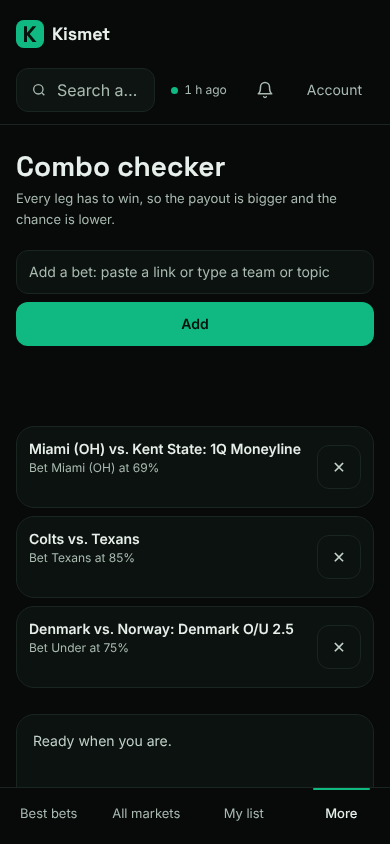 K Kismet
Search a...
1 h ago
Account
Combo checker
Every leg has to win, so the payout is bigger and the
chance is lower.
Add a bet: paste a link or type a team or topic
Add
Miami (OH) vs. Kent State: 1Q Moneyline
Bet Miami (OH) at 69%
Colts vs. Texans
Bet Texans at 85%
Denmark vs. Norway: Denmark O/U 2.5
Bet Under at 75%
Ready when you are.
Best bets
All markets
My list
More